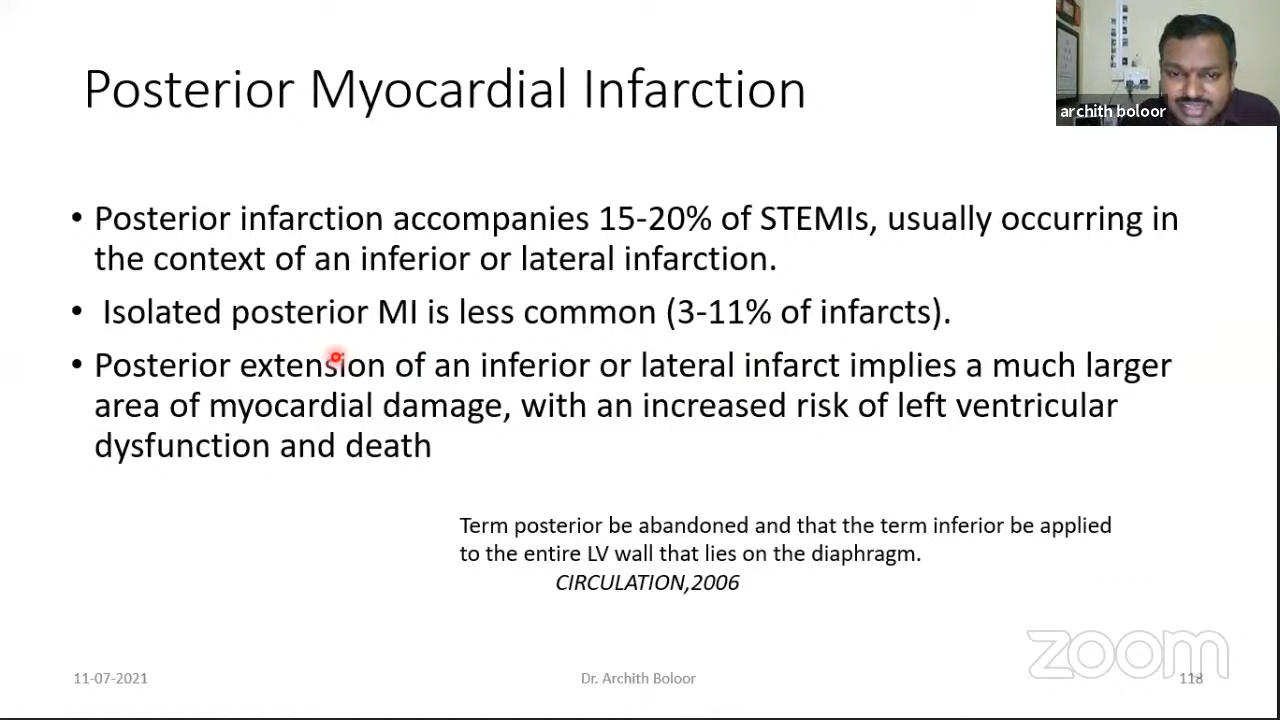 Posterior Myocardial Infarction
archith boloor
• Posterior infarction accompanies 15-20% of STEMIs, usually occurring in
the context of an inferior or lateral infarction.
• Isolated posterior MI is less common (3-11% of infarcts).
• Posterior extension of an inferior or lateral infarct implies a much larger
area of myocardial damage, with an increased risk of left ventricular
dysfunction and death
Term posterior be abandoned and that the term inferior be applied
to the entire LV wall that lies on the diaphragm.
CIRCULATION,2006
zoom
11-07-2021
Dr. Archith Boloor
118